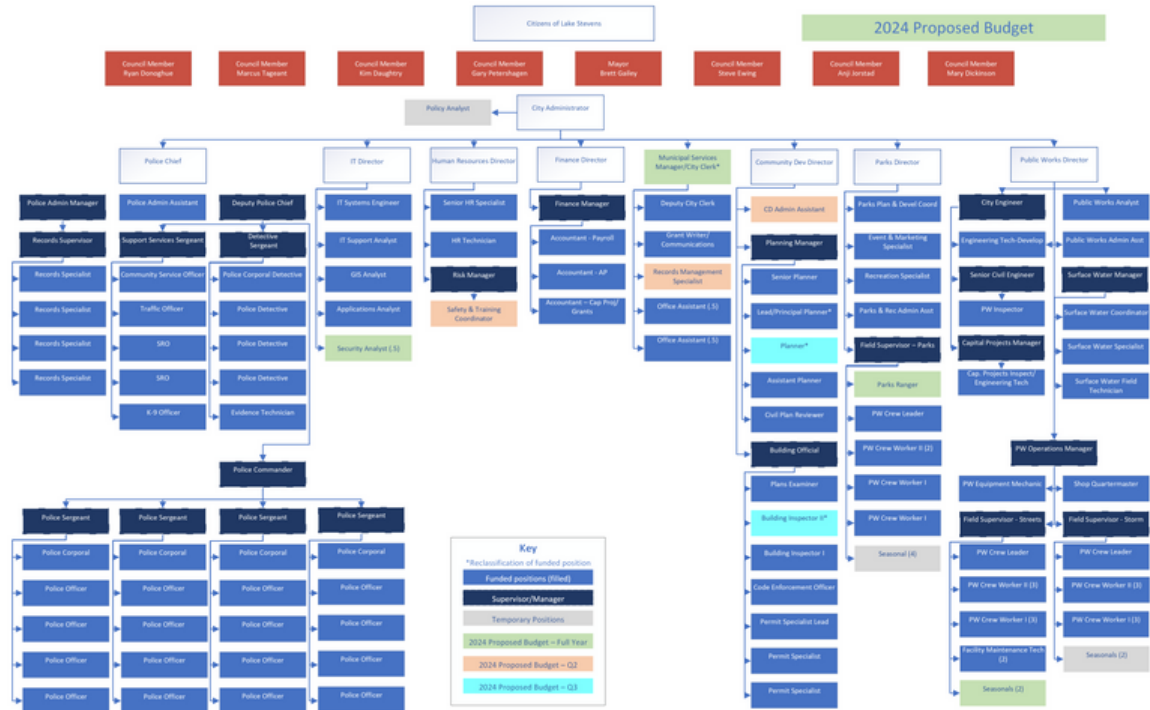 Citizens of Lake Stevens
2024 Proposed Budget
Council Member
Ryan Donoghue
Council Member
Marcus Tageant
Council Member
Kim Daughtry
Council Member
Gary Petershagen
Mayor
Brett Gailey
Council Member
Steve Ewing
Council Member
Anji Jorstad
Council Member
Mary Dickinson
Policy Analyst
City Administrator
Police Chief
IT Director
Human Resources Director
Finance Director
Municipal Services
Manager/City Clerk*
Community Dev Director
Parks Director
Public Works Director
Police Admin Manager
Records Supervisor
Records Specialist
Records Specialist
Records Specialist
Records Specialist
Police Admin Assistant
Support Services Sergeant
Community Service Officer
Traffic Officer
SRO
SRO
K-9 Officer
Deputy Police Chief
Detective
Sergeant
Police Corporal Detective
Police Detective
Police Detective
Police Detective
Evidence Technician
Police Commander
Police Sergeant
Police Corporal
Police Officer
Police Officer
Police Officer
Police Officer
Police Sergeant
Police Corporal
Police Officer
Police Officer
Police Officer
Police Officer
Police Sergeant
Police Corporal
Police Officer
Police Officer
Police Officer
Police Officer
Police Sergeant
Police Corporal
Police Officer
Police Officer
Police Officer
Police Officer
IT Systems Engineer
IT Support Analyst
GIS Analyst
Applications Analyst
Security Analyst (.5)
Senior HR Specialist
HR Technician
Risk Manager
Safety & Training
Coordinator
Finance Manager
Accountant - Payroll
Accountant - AP
Accountant – Cap Proj/
Grants
Deputy City Clerk
Grant Writer/
Communications
Records Management
Specialist
Office Assistant (.5)
Office Assistant (.5)
CD Admin Assistant
Planning Manager
Senior Planner
Lead/Principal Planner*
Planner*
Assistant Planner
Civil Plan Reviewer
Building Official
Plans Examiner
Building Inspector II*
Building Inspector I
Code Enforcement Officer
Permit Specialist Lead
Permit Specialist
Permit Specialist
Parks Plan & Devel Coord
Event & Marketing
Specialist
Recreation Specialist
Parks & Rec Admin Asst
Field Supervisor – Parks
Parks Ranger
PW Crew Leader
PW Crew Worker II (2)
PW Crew Worker I
PW Crew Worker I
Seasonal (4)
City Engineer
Engineering Tech-Develop
Senior Civil Engineer
PW Inspector
Capital Projects Manager
Cap. Projects Inspect/
Engineering Tech
Public Works Analyst
Public Works Admin Asst
Surface Water Manager
Surface Water Coordinator
Surface Water Specialist
Surface Water Field
Technician
PW Operations Manager
PW Equipment Mechanic
Shop Quartermaster
Field Supervisor - Streets
PW Crew Leader
PW Crew Worker II (3)
PW Crew Worker I (3)
Facility Maintenance Tech
(2)
Seasonals (2)
Field Supervisor - Storm
PW Crew Leader
PW Crew Worker II (3)
PW Crew Worker I (3)
Seasonals (2)
Key
*Reclassification of funded position
Funded positions (filled)
Supervisor/Manager
Temporary Positions
2024 Proposed Budget – Full Year
2024 Proposed Budget – Q2
2024 Proposed Budget – Q3